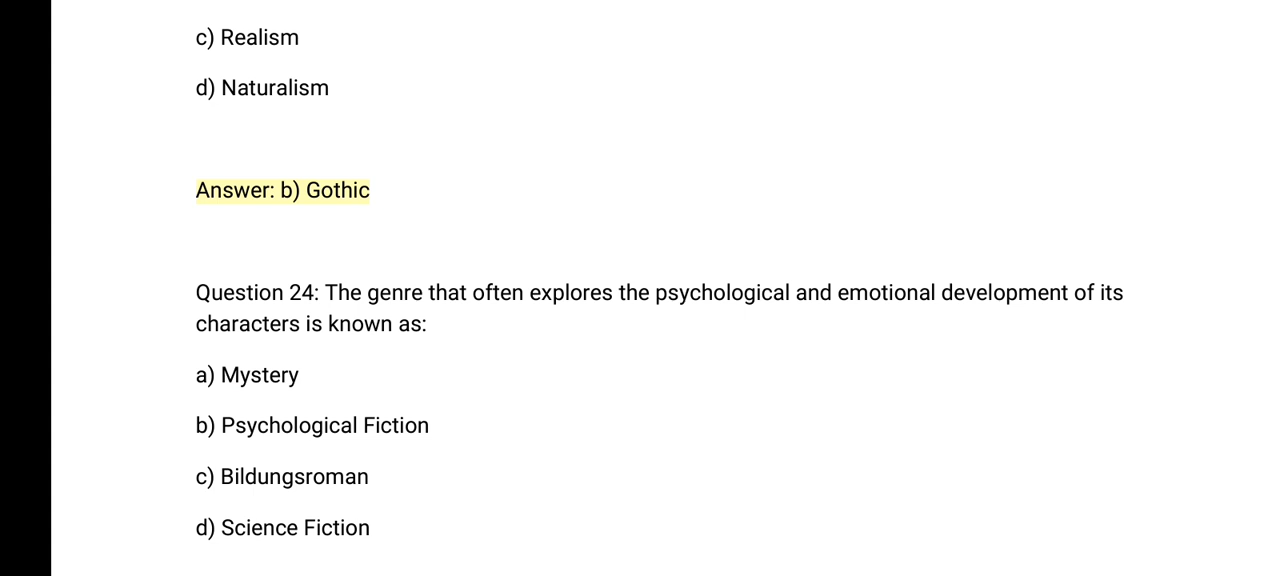 c) Realism
d) Naturalism
Answer: b) Gothic
Question 24: The genre that often explores the psychological and emotional development of its
characters is known as:
a) Mystery
b) Psychological Fiction
c) Bildungsroman
d) Science Fiction